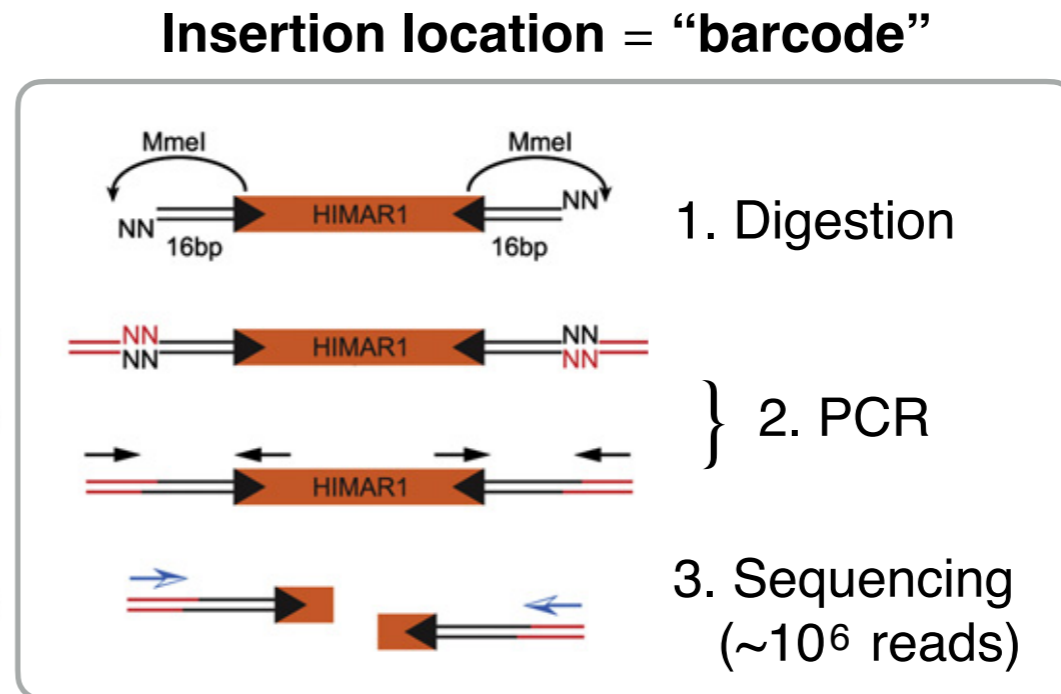 Insertion location = “barcode”
MmeI MmeI
NN HIMAR1 NN
16bp 16bp
1. Digestion
NN NN
NN HIMAR1 NN
} 2. PCR
HIMAR1
3. Sequencing
(~10⁶ reads)